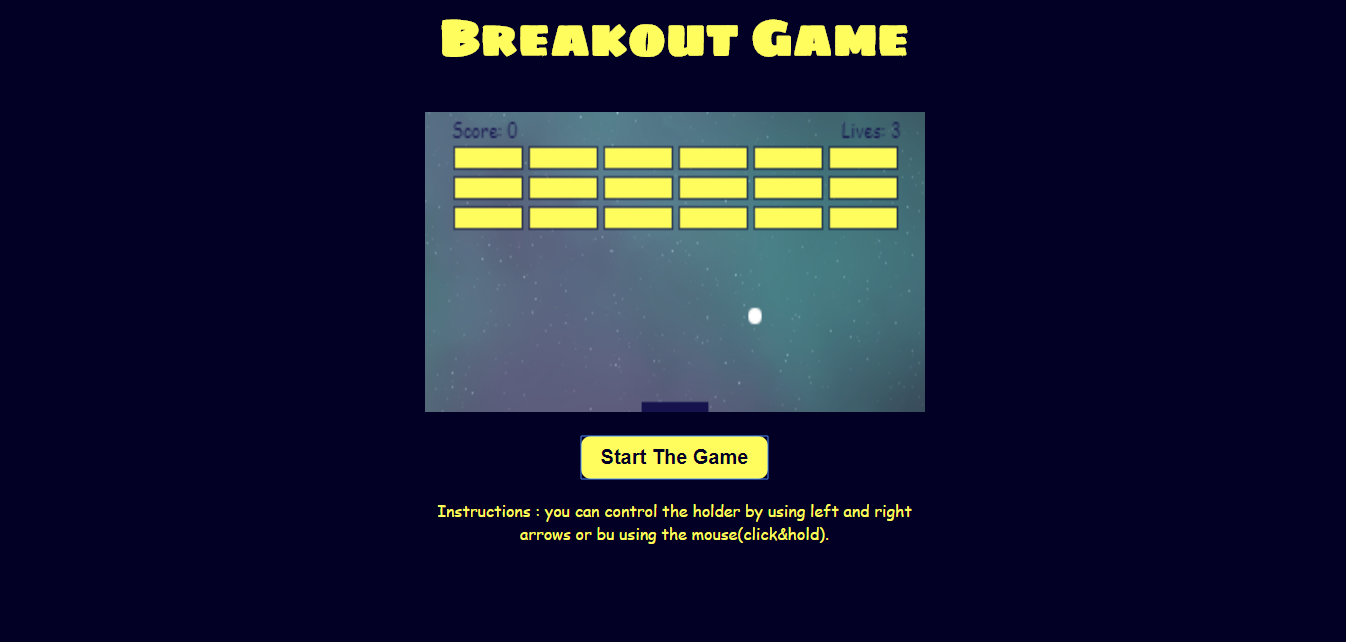 Breakout Game
Score: 0
Lives: 3
Start The Game
Instructions : you can control the holder by using left and right
arrows or bu using the mouse(click&hold).